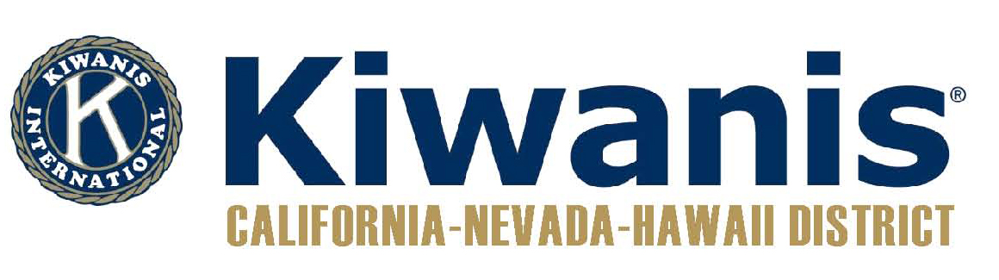 KIWANIS
K
INTERNATIONAL
Kiwanis®
CALIFORNIA-NEVADA-HAWAII DISTRICT